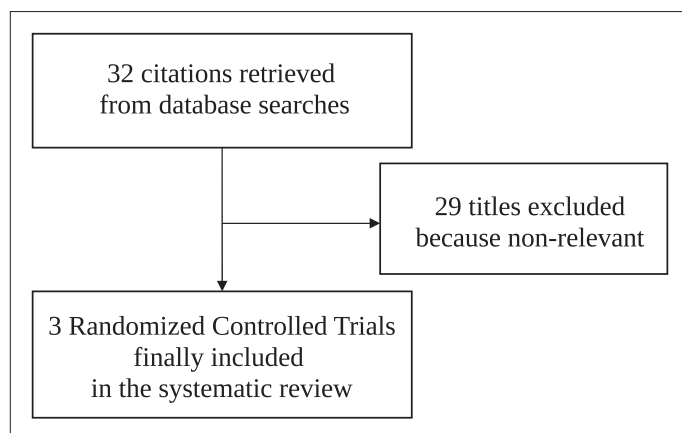 32 citations retrieved
from database searches
29 titles excluded
because non-relevant
3 Randomized Controlled Trials
finally included
in the systematic review